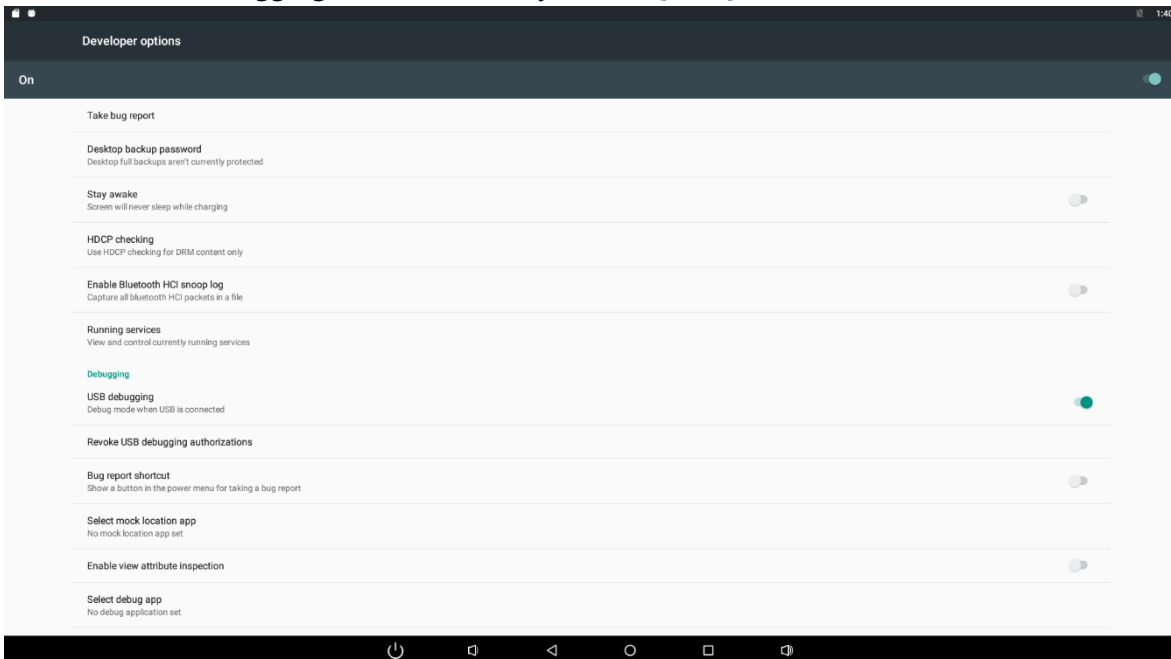 1:40
Developer options
On
Take bug report
Desktop backup password
Desktop full backups aren't currently protected
Stay awake
Screen will never sleep while charging
HDCP checking
Use HDCP checking for DRM content only
Enable Bluetooth HCI snoop log
Capture all bluetooth HCI packets in a file
Running services
View and control currently running services
Debugging
USB debugging
Debug mode when USB is connected
Revoke USB debugging authorizations
Bug report shortcut
Show a button in the power menu for taking a bug report
Select mock location app
No mock location app set
Enable view attribute inspection
Select debug app
No debug application set